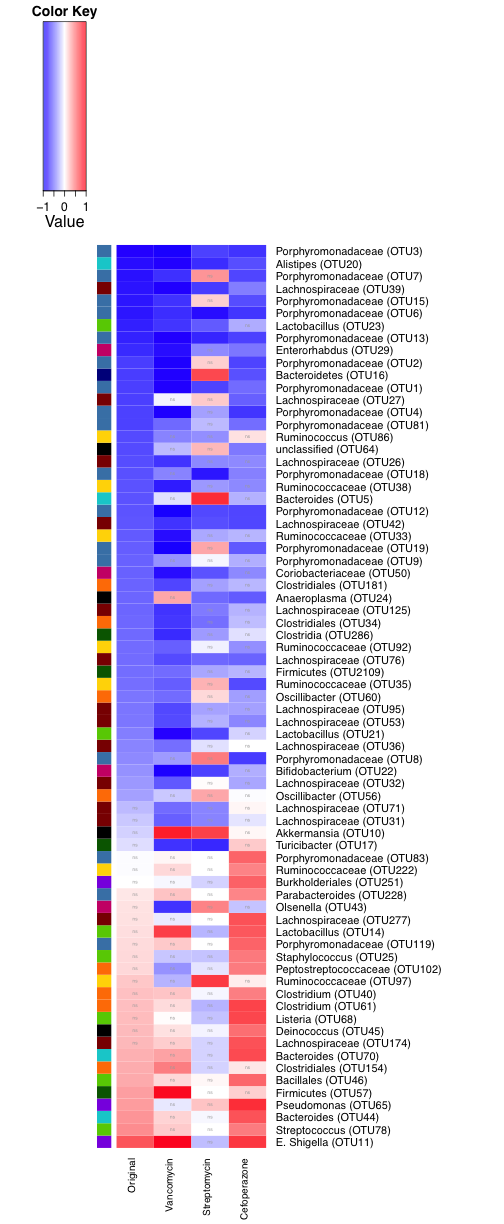 Color Key
−1 0 1
Value
Porphyromonadaceae (OTU3)
Alistipes (OTU20)
Porphyromonadaceae (OTU7)
Lachnospiraceae (OTU39)
Porphyromonadaceae (OTU15)
Porphyromonadaceae (OTU6)
Lactobacillus (OTU23)
Porphyromonadaceae (OTU13)
Enterorhabdus (OTU29)
Porphyromonadaceae (OTU2)
Bacteroidetes (OTU16)
Porphyromonadaceae (OTU1)
Lachnospiraceae (OTU27)
Porphyromonadaceae (OTU4)
Porphyromonadaceae (OTU81)
Ruminococcus (OTU86)
unclassified (OTU64)
Lachnospiraceae (OTU26)
Porphyromonadaceae (OTU18)
Ruminococcaceae (OTU38)
Bacteroides (OTU5)
Porphyromonadaceae (OTU12)
Lachnospiraceae (OTU42)
Ruminococcaceae (OTU33)
Porphyromonadaceae (OTU19)
Porphyromonadaceae (OTU9)
Coriobacteriaceae (OTU50)
Clostridiales (OTU181)
Anaeroplasma (OTU24)
Lachnospiraceae (OTU125)
Clostridiales (OTU34)
Clostridia (OTU286)
Ruminococcaceae (OTU92)
Lachnospiraceae (OTU76)
Firmicutes (OTU2109)
Ruminococcaceae (OTU35)
Oscillibacter (OTU60)
Lachnospiraceae (OTU95)
Lachnospiraceae (OTU53)
Lactobacillus (OTU21)
Lachnospiraceae (OTU36)
Porphyromonadaceae (OTU8)
Bifidobacterium (OTU22)
Lachnospiraceae (OTU32)
Oscillibacter (OTU56)
Lachnospiraceae (OTU71)
Lachnospiraceae (OTU31)
Akkermansia (OTU10)
Turicibacter (OTU17)
Porphyromonadaceae (OTU83)
Ruminococcaceae (OTU222)
Burkholderiales (OTU251)
Parabacteroides (OTU228)
Olsenella (OTU43)
Lachnospiraceae (OTU277)
Lactobacillus (OTU14)
Porphyromonadaceae (OTU119)
Staphylococcus (OTU25)
Peptostreptococcaceae (OTU102)
Ruminococcaceae (OTU97)
Clostridium (OTU40)
Clostridium (OTU61)
Listeria (OTU68)
Deinococcus (OTU45)
Lachnospiraceae (OTU174)
Bacteroides (OTU70)
Clostridiales (OTU154)
Bacillales (OTU46)
Firmicutes (OTU57)
Pseudomonas (OTU65)
Bacteroides (OTU44)
Streptococcus (OTU78)
E. Shigella (OTU11)
Original
Vancomycin
Streptomycin
Cefoperazone